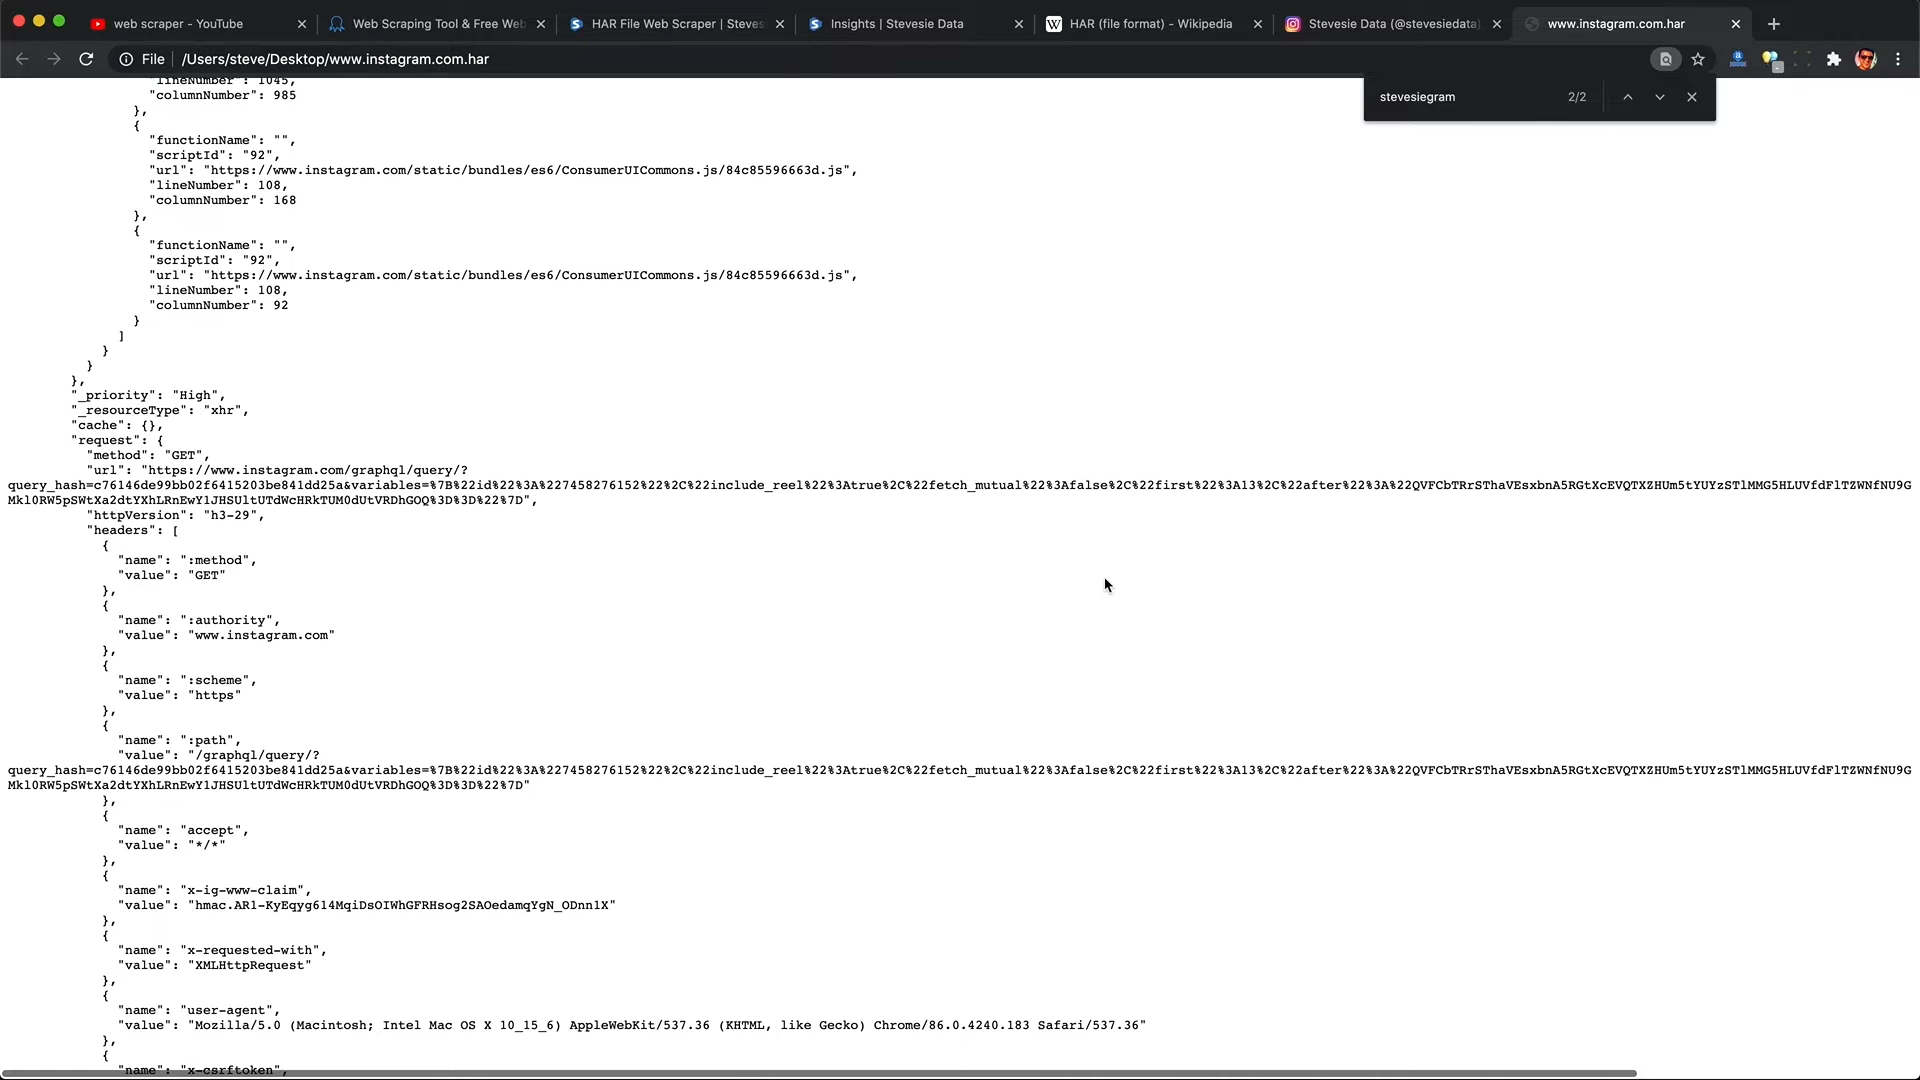 web scraper - YouTube
Web Scraping Tool & Free Web
HAR File Web Scraper | Steves
Insights | Stevesie Data
HAR (file format) - Wikipedia
Stevesie Data (@stevesiedata)
www.instagram.com.har
File /Users/steve/Desktop/www.instagram.com.har
stevesiegram 2/2
"lineNumber": 1045,
"columnNumber": 985
},
{
"functionName": "",
"scriptId": "92",
"url": "https://www.instagram.com/static/bundles/es6/ConsumerUICommons.js/84c85596663d.js",
"lineNumber": 108,
"columnNumber": 168
},
{
"functionName": "",
"scriptId": "92",
"url": "https://www.instagram.com/static/bundles/es6/ConsumerUICommons.js/84c85596663d.js",
"lineNumber": 108,
"columnNumber": 92
}
]
}
}
},
"_priority": "High",
"_resourceType": "xhr",
"cache": {},
"request": {
"method": "GET",
"url": "https://www.instagram.com/graphql/query/?
query_hash=c76146de99bb02f6415203be841dd25a&variables=%7B%22id%22%3A%227458276152%22%2C%22include_reel%22%3Atrue%2C%22fetch_mutual%22%3Afalse%2C%22first%22%3A13%2C%22after%22%3A%22QVFCbTRrSThaVEsxbnA5RGtXcEVQTXZHUm5tYUYzSTlMMG5HLUVfdFlTZWNfNU9G
Mkl0RW5pSWtXa2dtYXhLRnEwY1JHSUltUTdWcHRkTUM0dUtVRDhGOQ%3D%3D%22%7D",
"httpVersion": "h3-29",
"headers": [
{
"name": ":method",
"value": "GET"
},
{
"name": ":authority",
"value": "www.instagram.com"
},
{
"name": ":scheme",
"value": "https"
},
{
"name": ":path",
"value": "/graphql/query/?
query_hash=c76146de99bb02f6415203be841dd25a&variables=%7B%22id%22%3A%227458276152%22%2C%22include_reel%22%3Atrue%2C%22fetch_mutual%22%3Afalse%2C%22first%22%3A13%2C%22after%22%3A%22QVFCbTRrSThaVEsxbnA5RGtXcEVQTXZHUm5tYUYzSTlMMG5HLUVfdFlTZWNfNU9G
Mkl0RW5pSWtXa2dtYXhLRnEwY1JHSUltUTdWcHRkTUM0dUtVRDhGOQ%3D%3D%22%7D"
},
{
"name": "accept",
"value": "*/*"
},
{
"name": "x-ig-www-claim",
"value": "hmac.AR1-KyEqyg614MqiDsOIWhGFRHsog2SAOedamqYgN_ODnn1X"
},
{
"name": "x-requested-with",
"value": "XMLHttpRequest"
},
{
"name": "user-agent",
"value": "Mozilla/5.0 (Macintosh; Intel Mac OS X 10_15_6) AppleWebKit/537.36 (KHTML, like Gecko) Chrome/86.0.4240.183 Safari/537.36"
},
{
"name": "x-csrftoken",